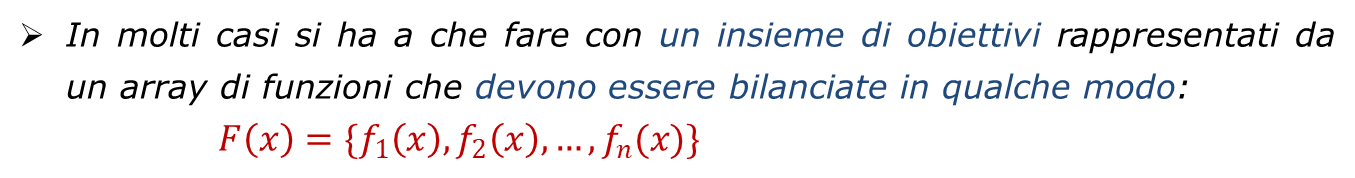 ➢ In molti casi si ha a che fare con un insieme di obiettivi rappresentati da
un array di funzioni che devono essere bilanciate in qualche modo:
F(x) = {f₁(x), f₂(x), … , fₙ(x)}